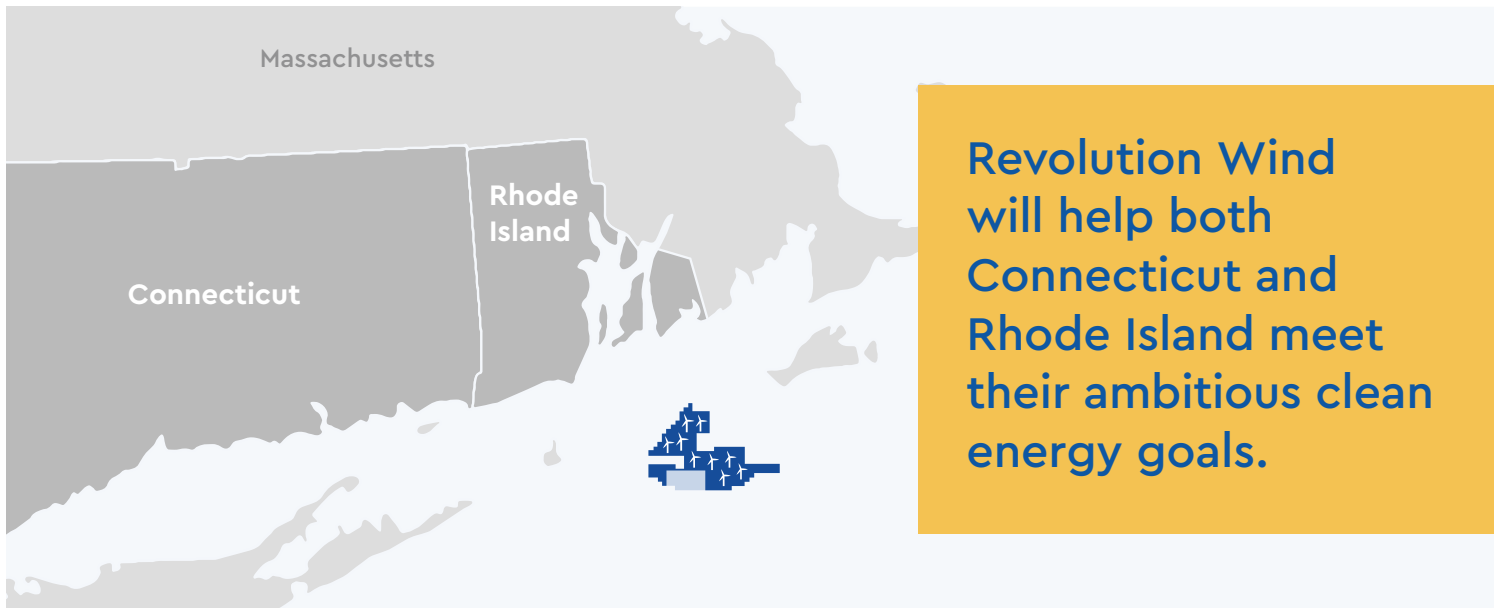 Massachusetts
Rhode
Island
Connecticut
Revolution Wind
will help both
Connecticut and
Rhode Island meet
their ambitious clean
energy goals.